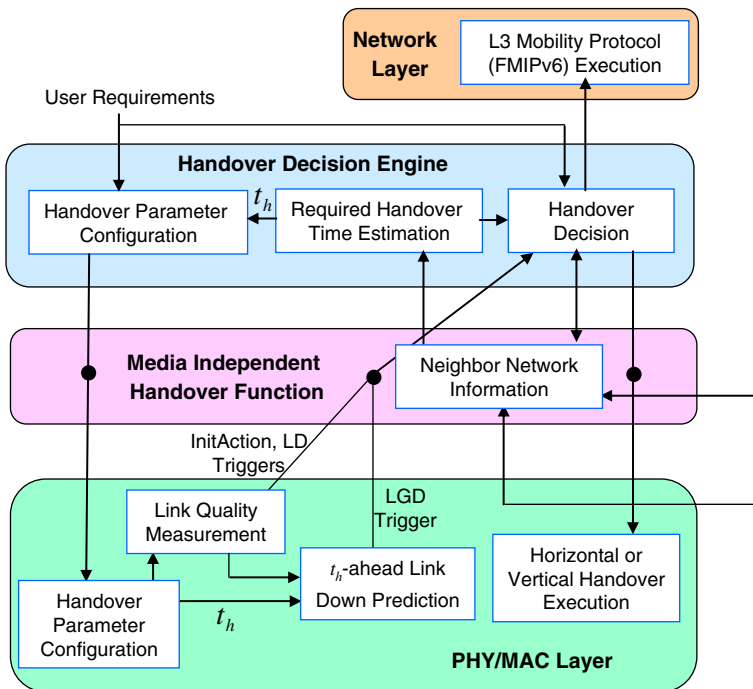 Network
Layer
L3 Mobility Protocol
(FMIPv6) Execution
User Requirements
Handover Decision Engine
Handover Parameter
Configuration
t_h
Required Handover
Time Estimation
Handover
Decision
Media Independent
Handover Function
Neighbor Network
Information
InitAction, LD
Triggers
LGD
Trigger
Link Quality
Measurement
t_h-ahead Link
Down Prediction
Horizontal or
Vertical Handover
Execution
Handover
Parameter
Configuration
t_h
PHY/MAC Layer